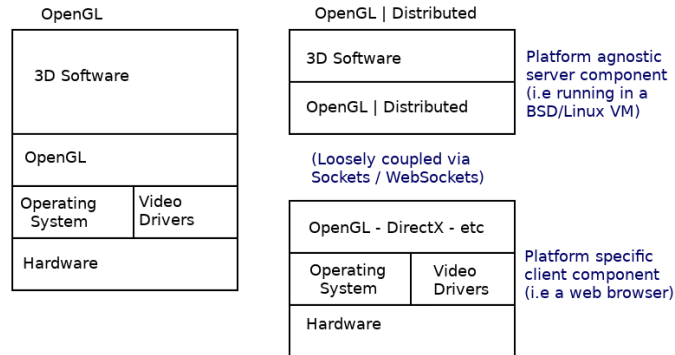 OpenGL
3D Software
OpenGL
Operating
System
Video
Drivers
Hardware
OpenGL | Distributed
3D Software
OpenGL | Distributed
Platform agnostic
server component
(i.e running in a
BSD/Linux VM)
(Loosely coupled via
Sockets / WebSockets)
OpenGL - DirectX - etc
Operating
System
Video
Drivers
Hardware
Platform specific
client component
(i.e a web browser)